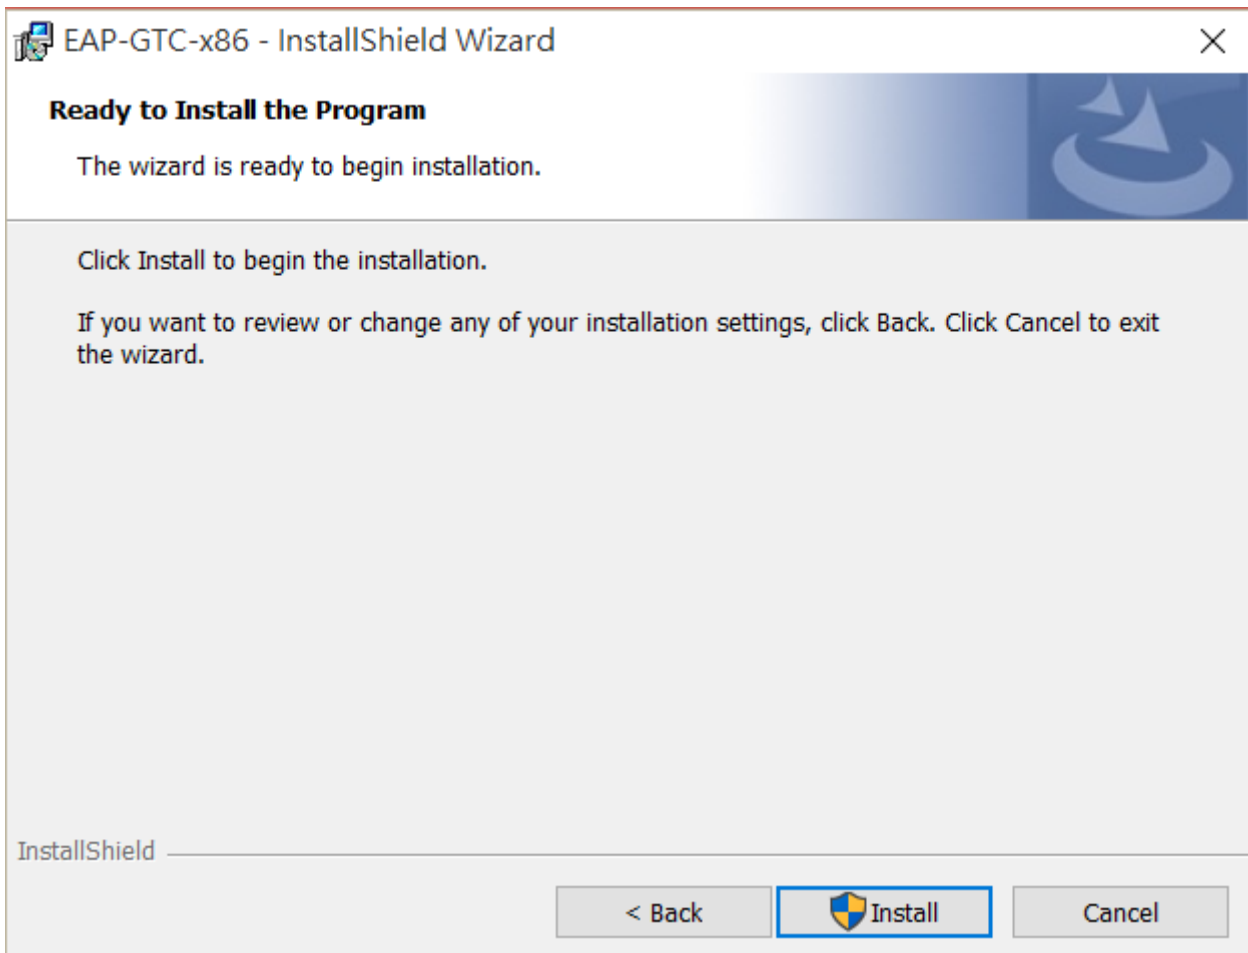 EAP-GTC-x86 - InstallShield Wizard
Ready to Install the Program
The wizard is ready to begin installation.
Click Install to begin the installation.
If you want to review or change any of your installation settings, click Back. Click Cancel to exit
the wizard.
InstallShield
< Back
Install
Cancel